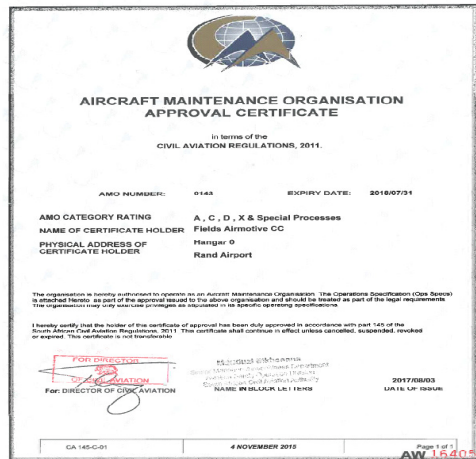 AIRCRAFT MAINTENANCE ORGANISATION
APPROVAL CERTIFICATE
in terms of the
CIVIL AVIATION REGULATIONS, 2011.
AMO NUMBER: 0143 EXPIRY DATE: 2018/07/31
AMO CATEGORY RATING A , C , D , X & Special Processes
NAME OF CERTIFICATE HOLDER Fields Airmotive CC
PHYSICAL ADDRESS OF Hangar 0
CERTIFICATE HOLDER Rand Airport
The organisation is hereby authorised to operate as an Aircraft Maintenance Organisation The Operations Specification (Ops Specs)
is attached Hereto as part of the approval issued to the above organisation and should be treated as part of the legal requirements
The organisation may only exercise privileges as stipulated in its specific operating specifications.
I hereby certify that the holder of this certificate of approval has been duly approved in accordance with part 145 of the
South African Civil Aviation Regulations, 2011 This certificate shall continue in effect unless cancelled, suspended, revoked
or expired. This certificate is not transferable
FOR DIRECTOR
OF CIVIL AVIATION
For: DIRECTOR OF CIVIL AVIATION NAME IN BLOCK LETTERS
2017/08/03
DATE OF ISSUE
CA 145-C-01 4 NOVEMBER 2015 Page 1 of 1
AW 16405